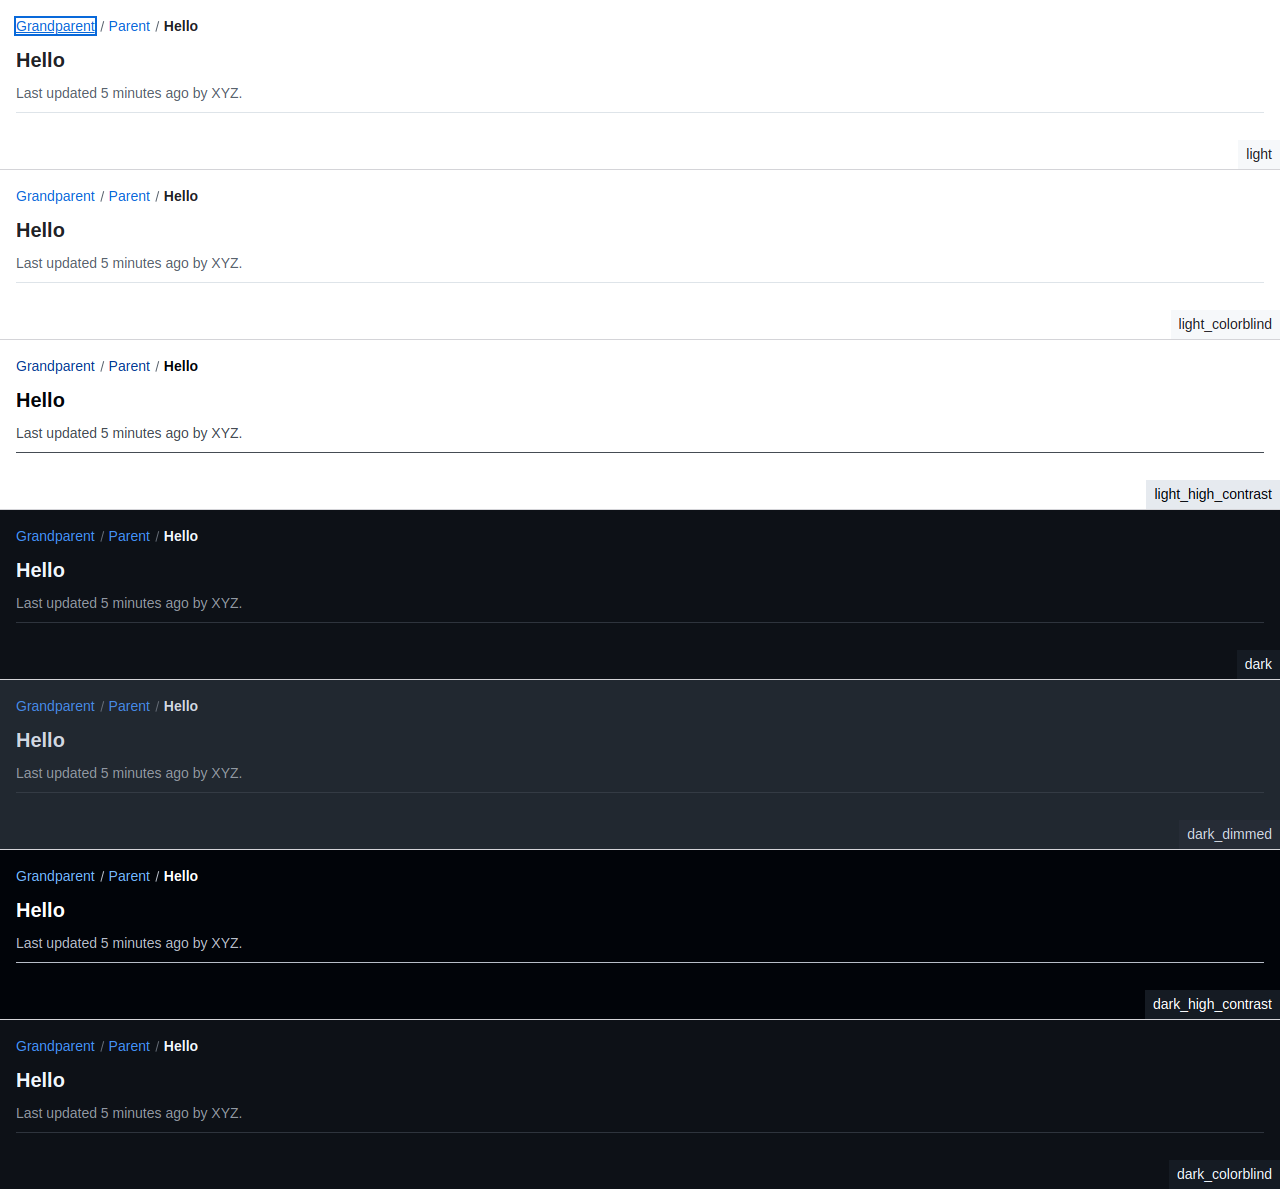 Grandparent / Parent / Hello
Hello
Last updated 5 minutes ago by XYZ.
light
Grandparent / Parent / Hello
Hello
Last updated 5 minutes ago by XYZ.
light_colorblind
Grandparent / Parent / Hello
Hello
Last updated 5 minutes ago by XYZ.
light_high_contrast
Grandparent / Parent / Hello
Hello
Last updated 5 minutes ago by XYZ.
dark
Grandparent / Parent / Hello
Hello
Last updated 5 minutes ago by XYZ.
dark_dimmed
Grandparent / Parent / Hello
Hello
Last updated 5 minutes ago by XYZ.
dark_high_contrast
Grandparent / Parent / Hello
Hello
Last updated 5 minutes ago by XYZ.
dark_colorblind